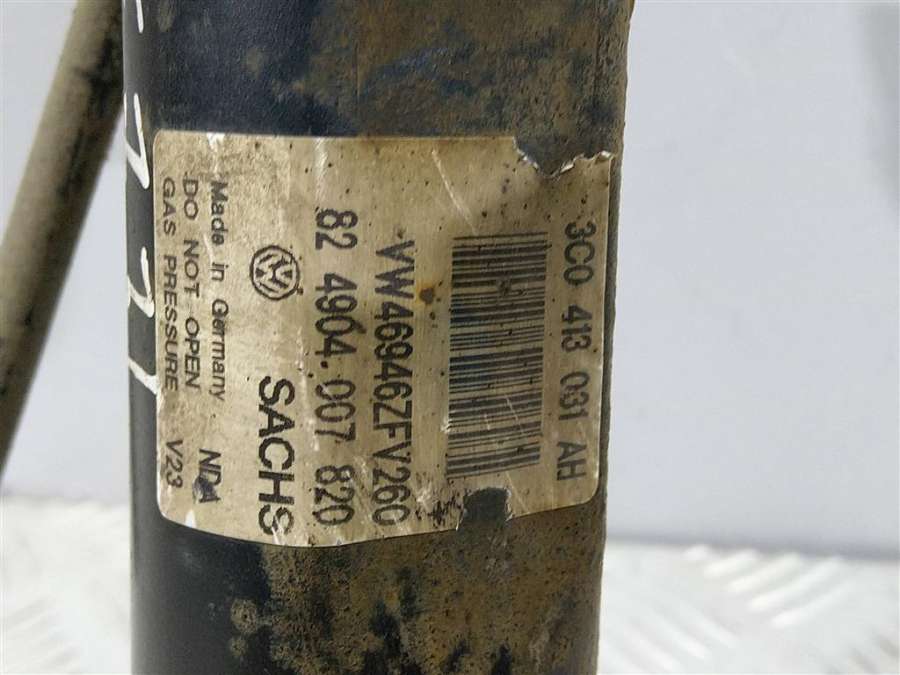 3C0 413 031 AH
VW46946ZFV260
82 4904.007 820
SACHS
Made in Germany NDA
DO NOT OPEN
GAS PRESSURE V23